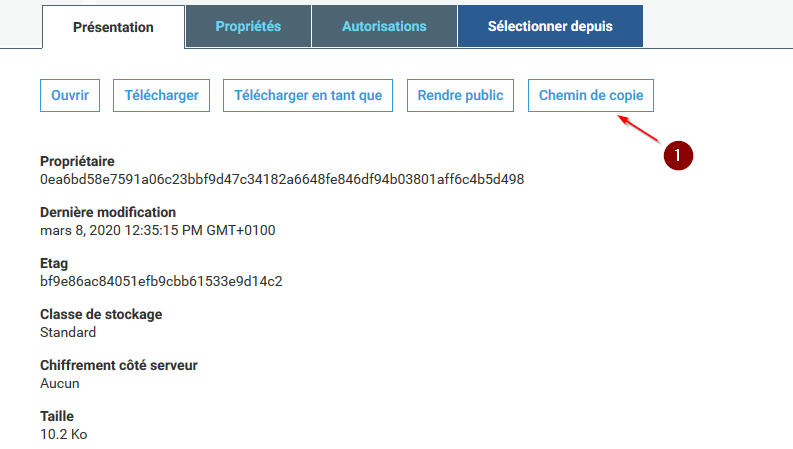 Présentation Propriétés Autorisations Sélectionner depuis
Ouvrir Télécharger Télécharger en tant que Rendre public Chemin de copie
1
Propriétaire
0ea6bd58e7591a06c23bbf9d47c34182a6648fe846df94b03801aff6c4b5d498
Dernière modification
mars 8, 2020 12:35:15 PM GMT+0100
Etag
bf9e86ac84051efb9cbb61533e9d14c2
Classe de stockage
Standard
Chiffrement côté serveur
Aucun
Taille
10.2 Ko